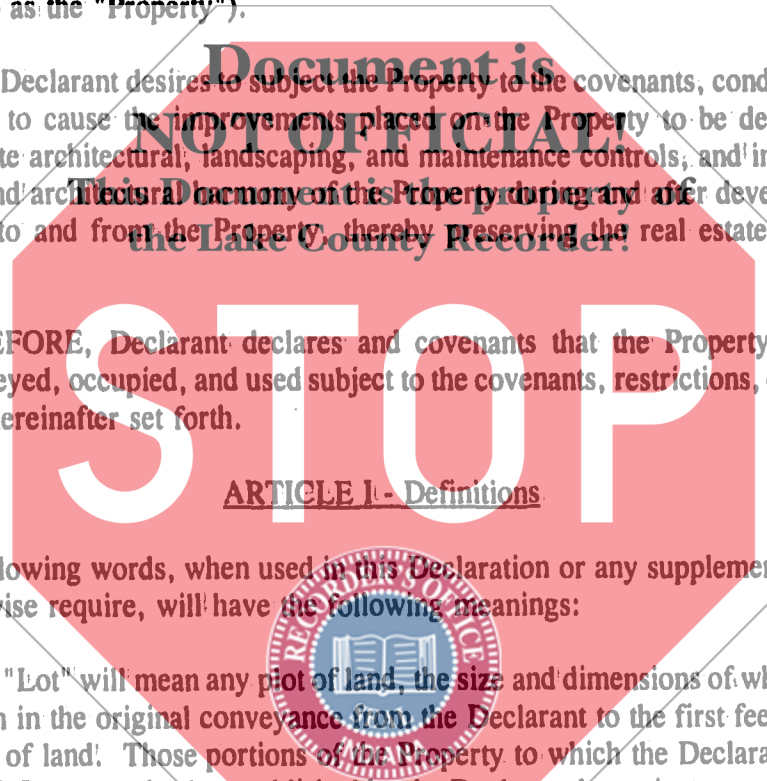 as the "Property").
Document is
Declarant desires to subject the Property to the covenants, cond
NOT OFFICIAL!
to cause the improvements placed on the Property to be de
te architectural, landscaping, and maintenance controls, and in
This Document is the property of
nd architectural harmony of the Property during and after deve
the Lake County Recorder!
to and from the Property, thereby preserving the real estate
STOP
EFORE, Declarant declares and covenants that the Property
eyed, occupied, and used subject to the covenants, restrictions,
ereinafter set forth.
ARTICLE I - Definitions
lowing words, when used in this Declaration or any supplemen
ise require, will have the following meanings:
RECORDER'S OFFICE
"Lot" will mean any plot of land, the size and dimensions of wh
n in the original conveyance from the Declarant to the first fee
of land. Those portions of the Property to which the Declara